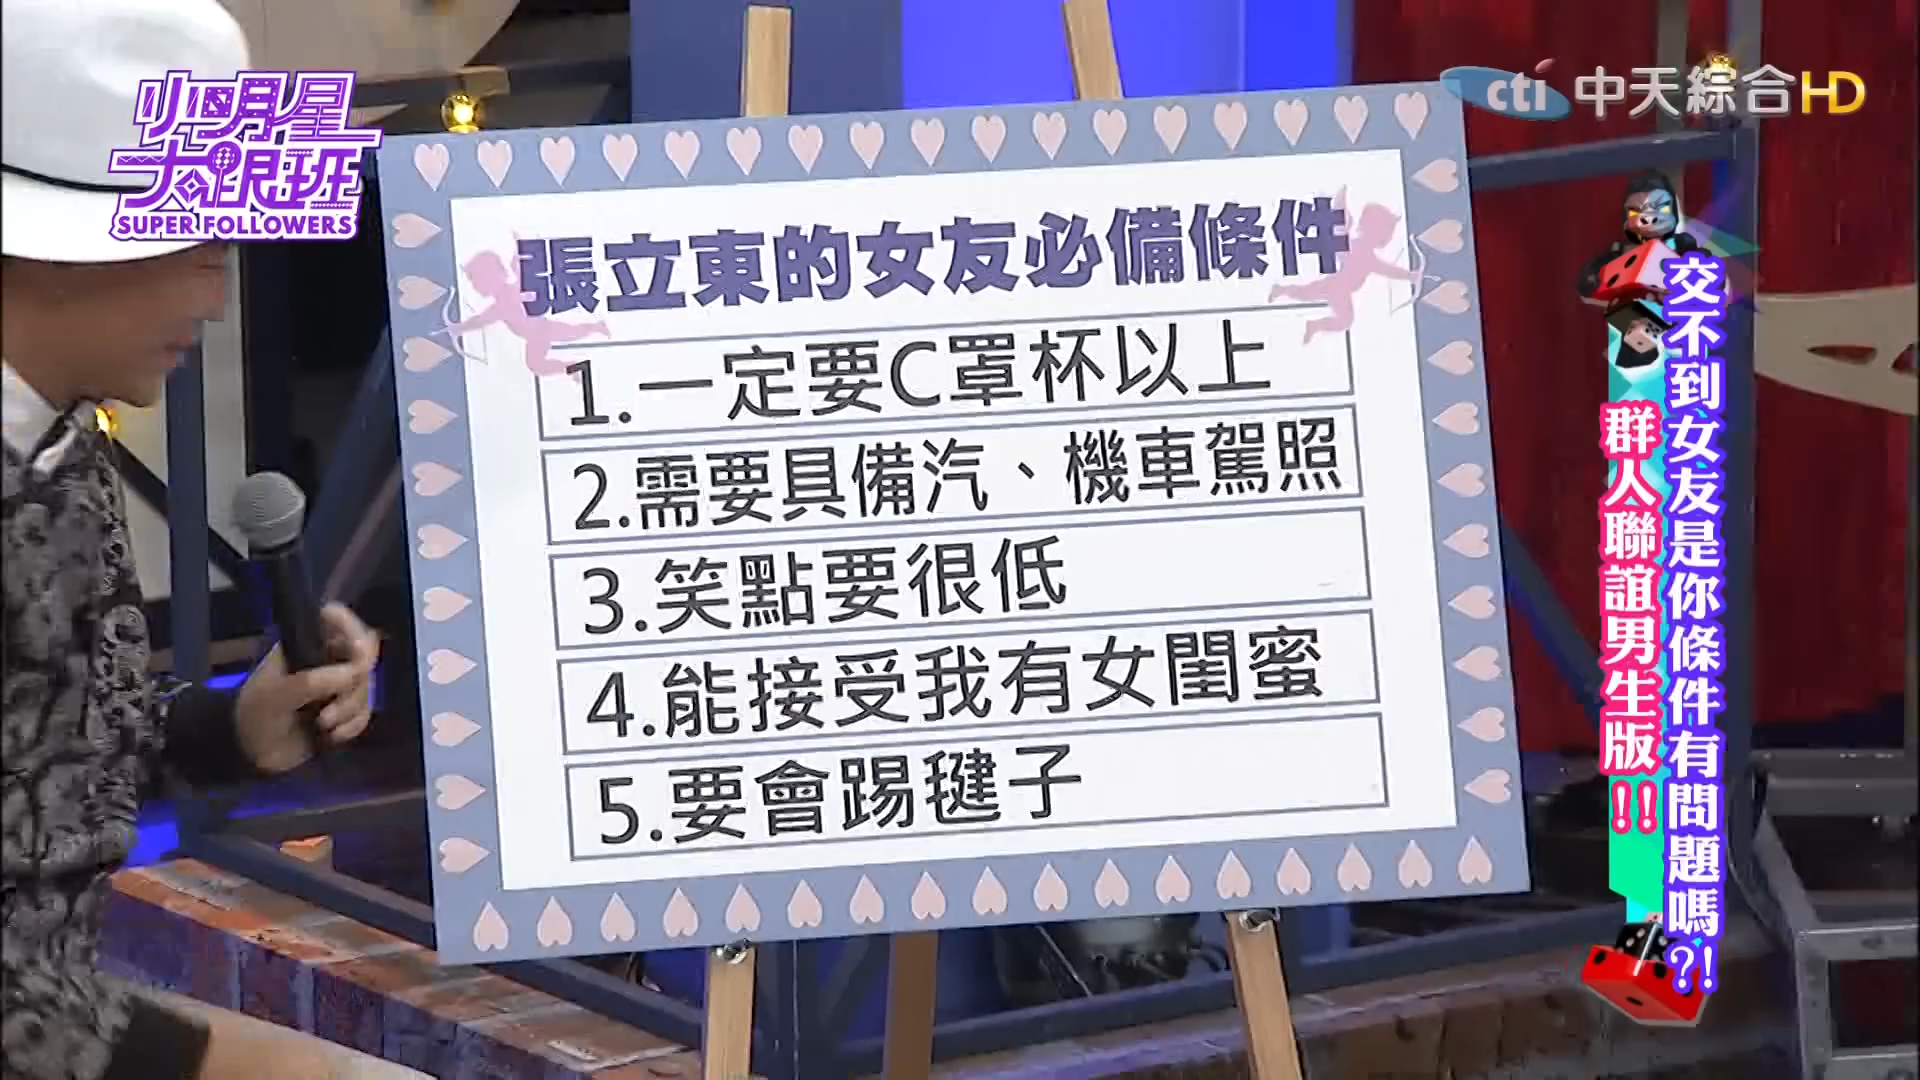 小明星
大跟班
SUPER FOLLOWERS
cti 中天綜合HD
張立東的女友必備條件
1.一定要C罩杯以上
2.需要具備汽、機車駕照
3.笑點要很低
4.能接受我有女閨蜜
5.要會踢毽子
交不到女友是你條件有問題嗎?!
群人聯誼男生版!!